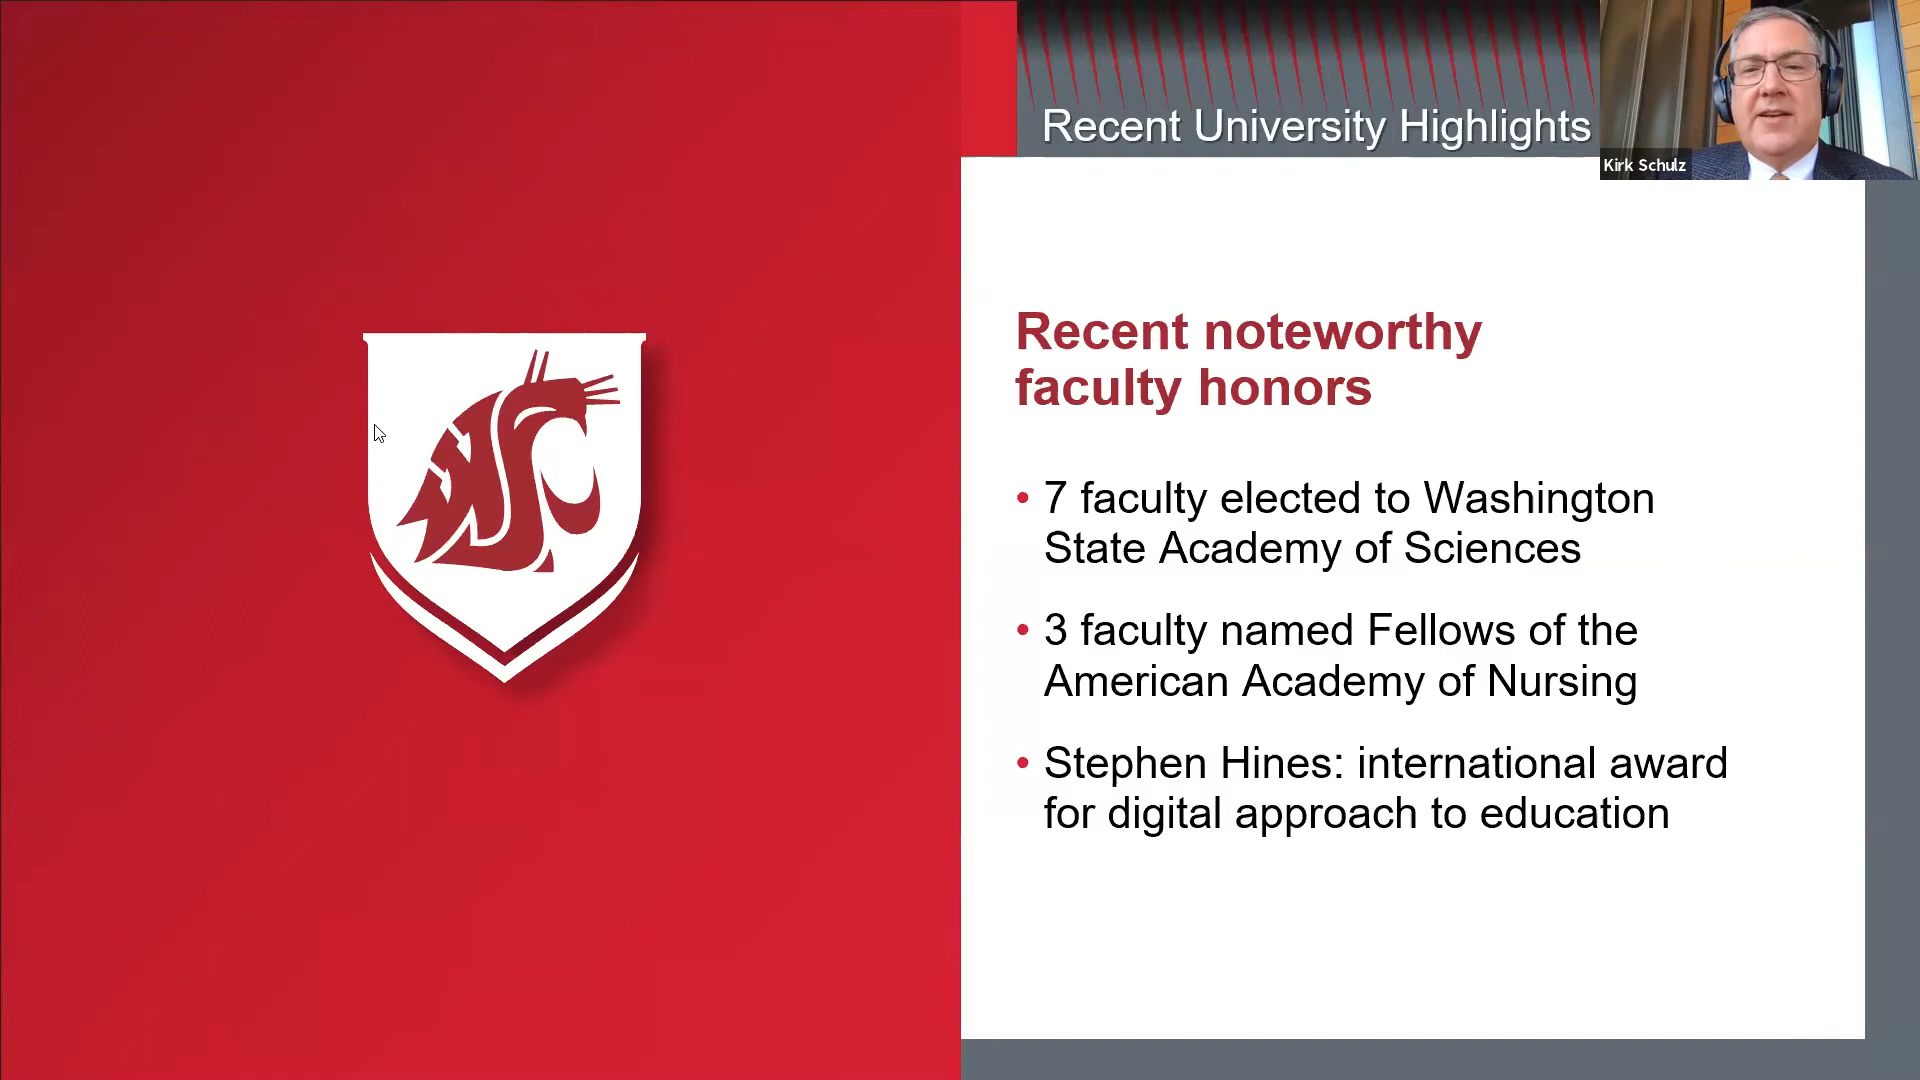 Recent University Highlights
Kirk Schulz
Recent noteworthy
faculty honors
• 7 faculty elected to Washington
State Academy of Sciences
• 3 faculty named Fellows of the
American Academy of Nursing
• Stephen Hines: international award
for digital approach to education